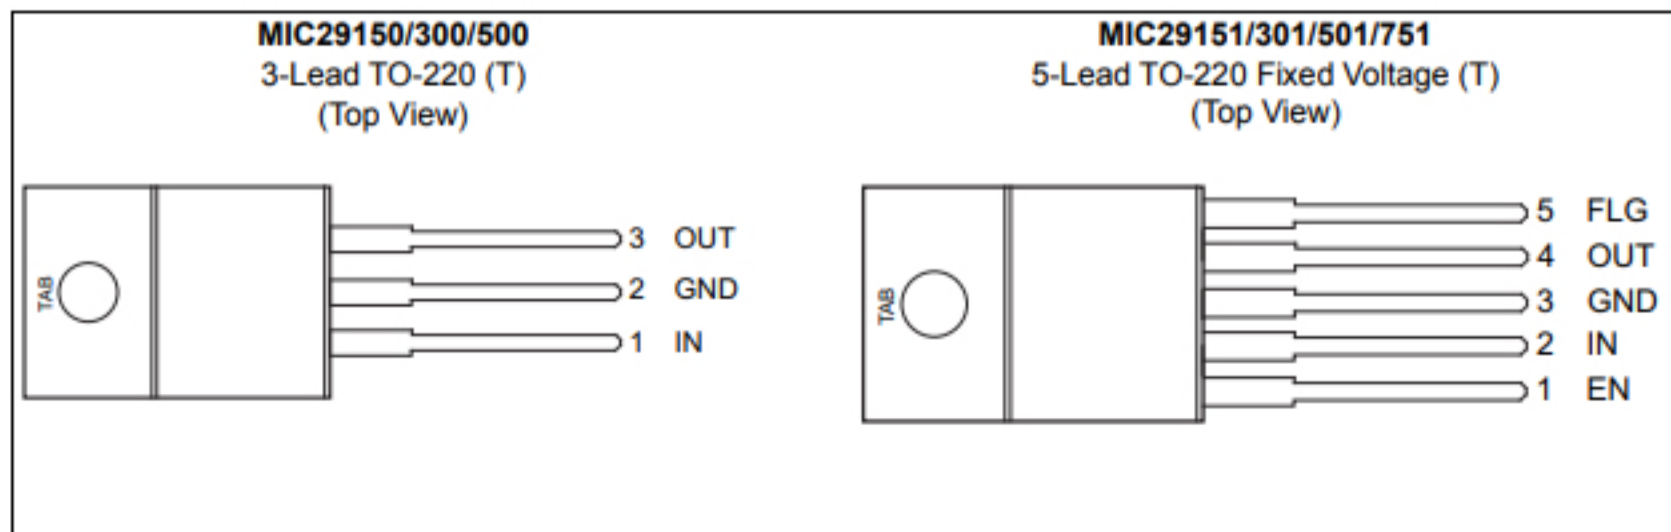 MIC29150/300/500
3-Lead TO-220 (T)
(Top View)
TAB
3 OUT
2 GND
1 IN
MIC29151/301/501/751
5-Lead TO-220 Fixed Voltage (T)
(Top View)
TAB
5 FLG
4 OUT
3 GND
2 IN
1 EN